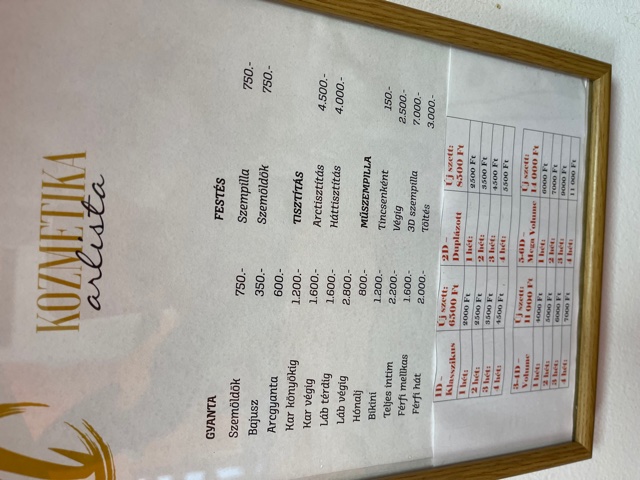 KOZMETIKA
arlista
GYANTA
Szemöldök 750.-
Bajusz 350.-
Arcgyanta 600.-
Kar könyökig 1.200.-
Kar végig 1.600.-
Láb térdig 1.600.-
Láb végig 2.800.-
Hónalj 800.-
Bikini 1.200.-
Teljes intim 2.200.-
Férfi mellkas 1.600.-
Férfi hát 2.000.-
FESTÉS
Szempilla 750.-
Szemöldök 750.-
TISZTÍTÁS
Arctisztítás 4.500.-
Háttisztítás 4.000.-
MŰSZEMPILLA
Tincsenként 150.-
Végig 2.500.-
3D szempilla 7.000.-
Töltés 3.000.-
1D – Új szett:
Klasszikus 6500 Ft
1 hét: 2000 Ft
2 hét: 2500 Ft
3 hét: 3500 Ft
4 hét: 4500 Ft
2D – Új szett:
Duplázott 8500 Ft
1 hét: 2500 Ft
2 hét: 3500 Ft
3 hét: 4500 Ft
4 hét: 5500 Ft
3-4D – Új szett:
Volume 11 000 Ft
1 hét: 4000 Ft
2 hét: 5000 Ft
3 hét: 6000 Ft
4 hét: 7000 Ft
5-6D – Új szett:
Mega Volume 14 000 Ft
1 hét: 6000 Ft
2 hét: 7000 Ft
3 hét: 9000 Ft
4 hét: 11 000 Ft